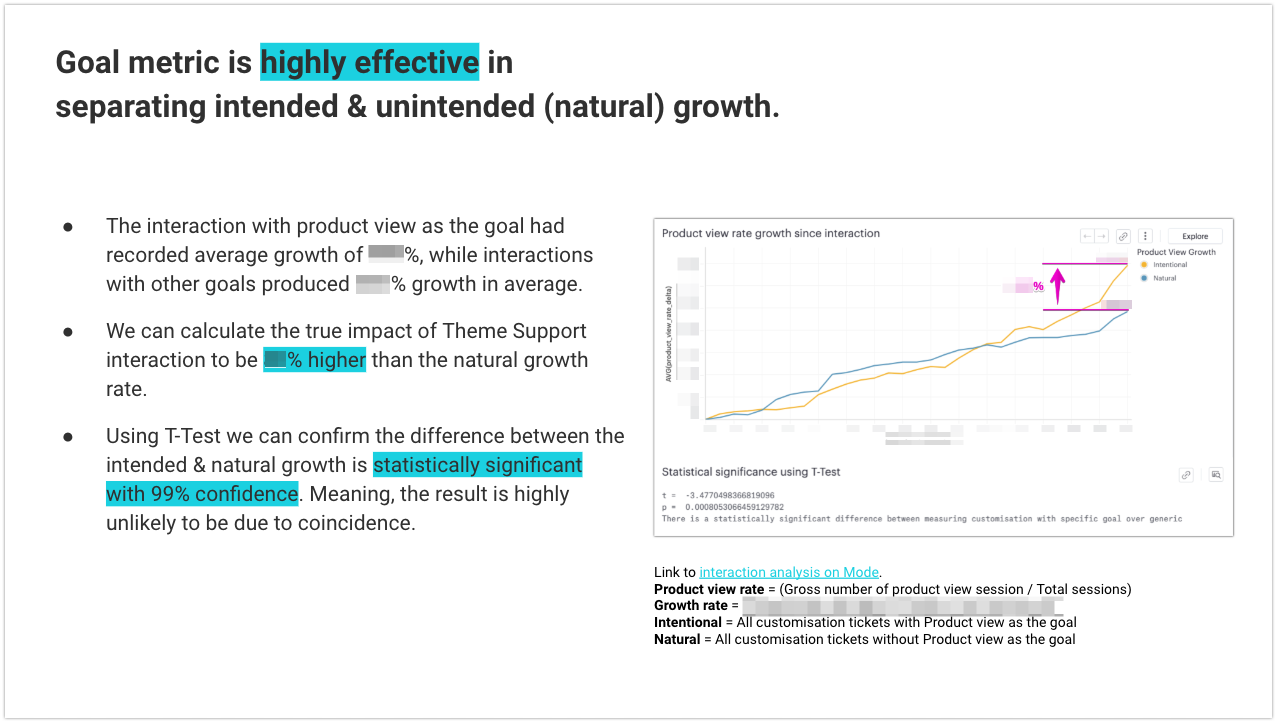 Goal metric is highly effective in
separating intended & unintended (natural) growth.
● The interaction with product view as the goal had
recorded average growth of %, while interactions
with other goals produced % growth in average.
● We can calculate the true impact of Theme Support
interaction to be % higher than the natural growth
rate.
● Using T-Test we can confirm the difference between the
intended & natural growth is statistically significant
with 99% confidence. Meaning, the result is highly
unlikely to be due to coincidence.
Product view rate growth since interaction
Explore
Product View Growth
Intentional
Natural
%
AVG(product_view_rate_delta)
Statistical significance using T-Test
t = -3.4770498366819096
p = 0.0008053066459129782
There is a statistically significant difference between measuring customisation with specific goal over generic
Link to interaction analysis on Mode.
Product view rate = (Gross number of product view session / Total sessions)
Growth rate =
Intentional = All customisation tickets with Product view as the goal
Natural = All customisation tickets without Product view as the goal